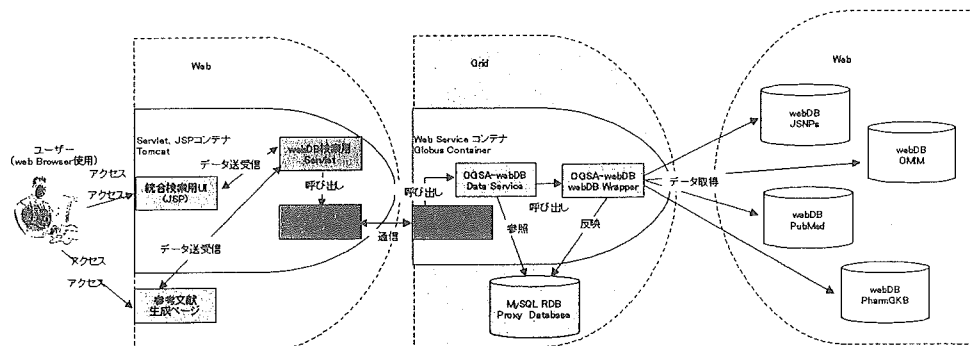 Web
Grid
Web
ユーザー
(web Browser使用)
アクセス
アクセス
アクセス
アクセス
Servlet, JSPコンテナ
Tomcat
統合検索用UI
(JSP)
データ送受信
webDB検索用
Servlet
呼び出し
データ送受信
参考文献
生成ページ
通信
Web Service コンテナ
Globus Container
呼び出し
OGSA-webDB
Data Service
呼び出し
OGSA-webDB
webDB Wrapper
参照
反映
MySQL RDB
Proxy Database
データ取得
webDB
JSNPs
webDB
OMIM
webDB
PubMed
webDB
PharmGKB